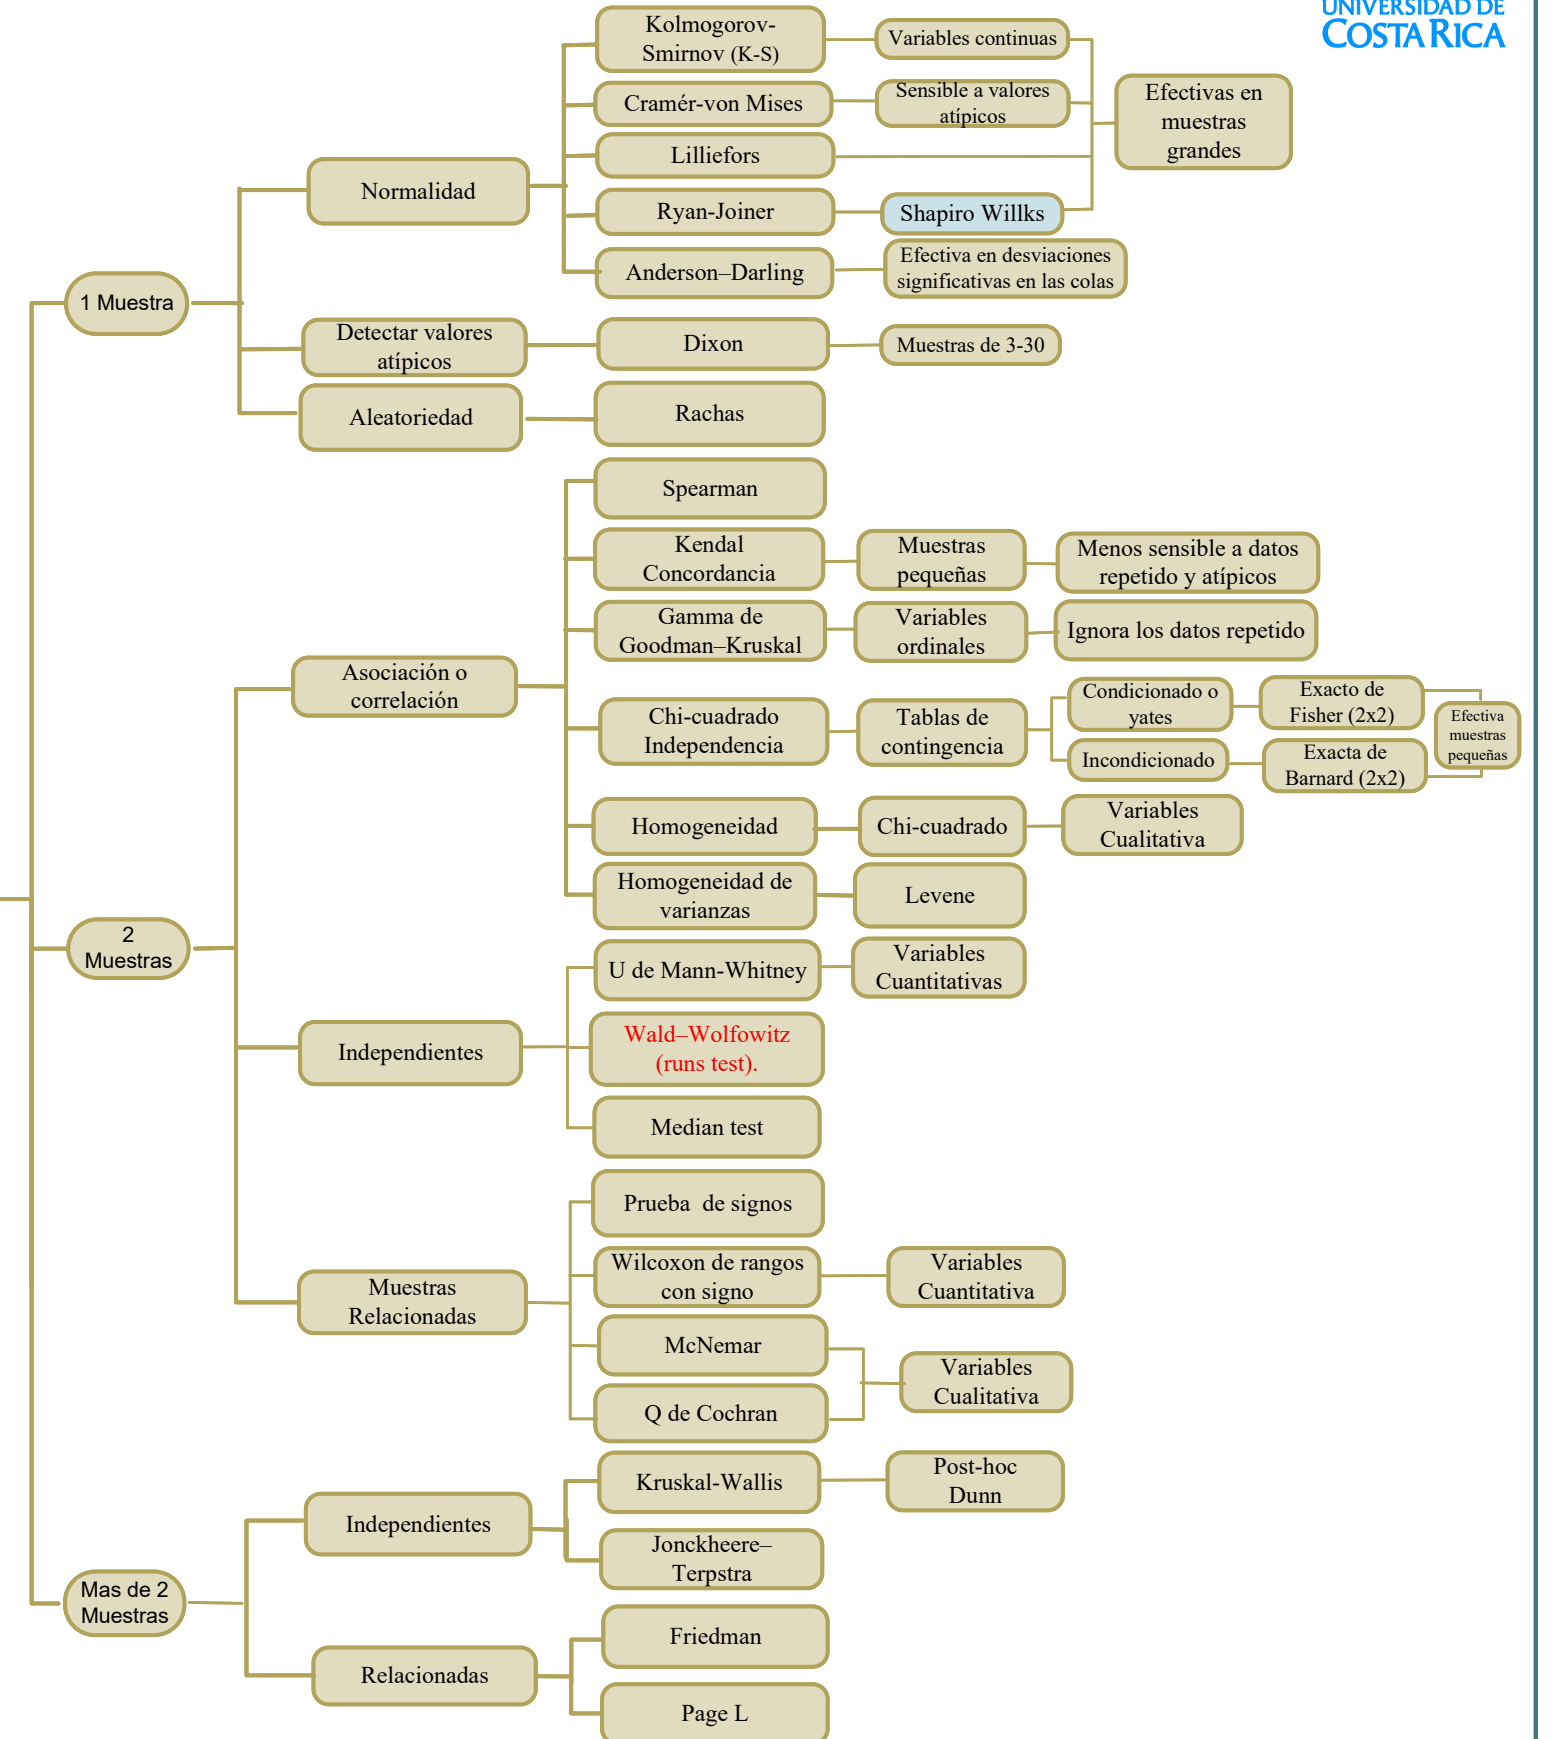 UNIVERSIDAD DE
COSTA RICA
Kolmogorov-
Smirnov (K-S)
Variables continuas
Cramér-von Mises
Sensible a valores
atípicos
Efectivas en
muestras
grandes
Lilliefors
Normalidad
Ryan-Joiner
Shapiro Willks
Anderson–Darling
Efectiva en desviaciones
significativas en las colas
1 Muestra
Detectar valores
atípicos
Dixon
Muestras de 3-30
Aleatoriedad
Rachas
Spearman
Kendal
Concordancia
Muestras
pequeñas
Menos sensible a datos
repetido y atípicos
Gamma de
Goodman–Kruskal
Variables
ordinales
Ignora los datos repetido
Asociación o
correlación
Chi-cuadrado
Independencia
Tablas de
contingencia
Condicionado o
yates
Exacto de
Fisher (2x2)
Incondicionado
Exacta de
Barnard (2x2)
Efectiva
muestras
pequeñas
Homogeneidad
Chi-cuadrado
Variables
Cualitativa
Homogeneidad de
varianzas
Levene
2
Muestras
U de Mann-Whitney
Variables
Cuantitativas
Independientes
Wald–Wolfowitz
(runs test).
Median test
Prueba  de signos
Muestras
Relacionadas
Wilcoxon de rangos
con signo
Variables
Cuantitativa
McNemar
Variables
Cualitativa
Q de Cochran
Kruskal-Wallis
Post-hoc
Dunn
Independientes
Jonckheere–
Terpstra
Mas de 2
Muestras
Friedman
Relacionadas
Page L